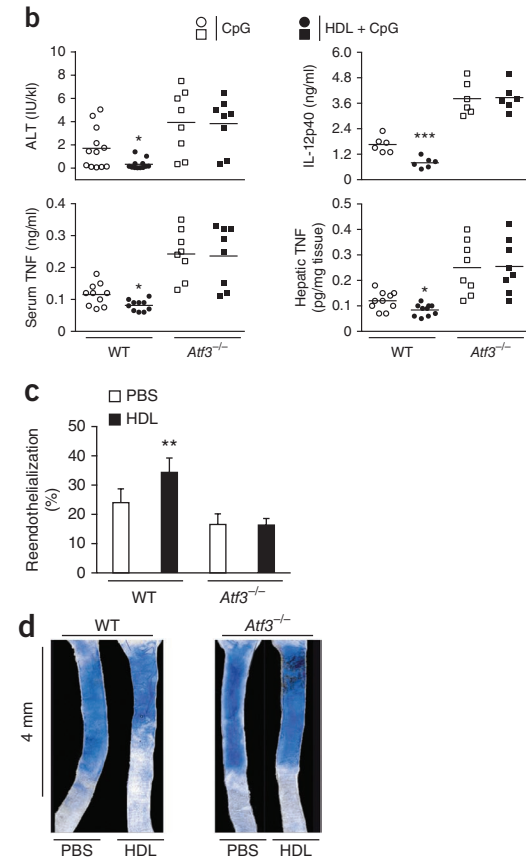 b
CpG
HDL + CpG
ALT (IU/kl)
10
8
6
4
2
0
*
IL-12p40 (ng/ml)
6.0
4.8
3.6
2.4
1.2
0
***
Serum TNF (ng/ml)
0.4
0.3
0.2
0.1
0
*
WT
Atf3–/–
Hepatic TNF
(pg/mg tissue)
0.5
0.4
0.3
0.2
0.1
0
*
WT
Atf3–/–
c
PBS
HDL
Reendothelialization
(%)
50
40
30
20
10
0
**
WT
Atf3–/–
d
WT
Atf3–/–
4 mm
PBS
HDL
PBS
HDL